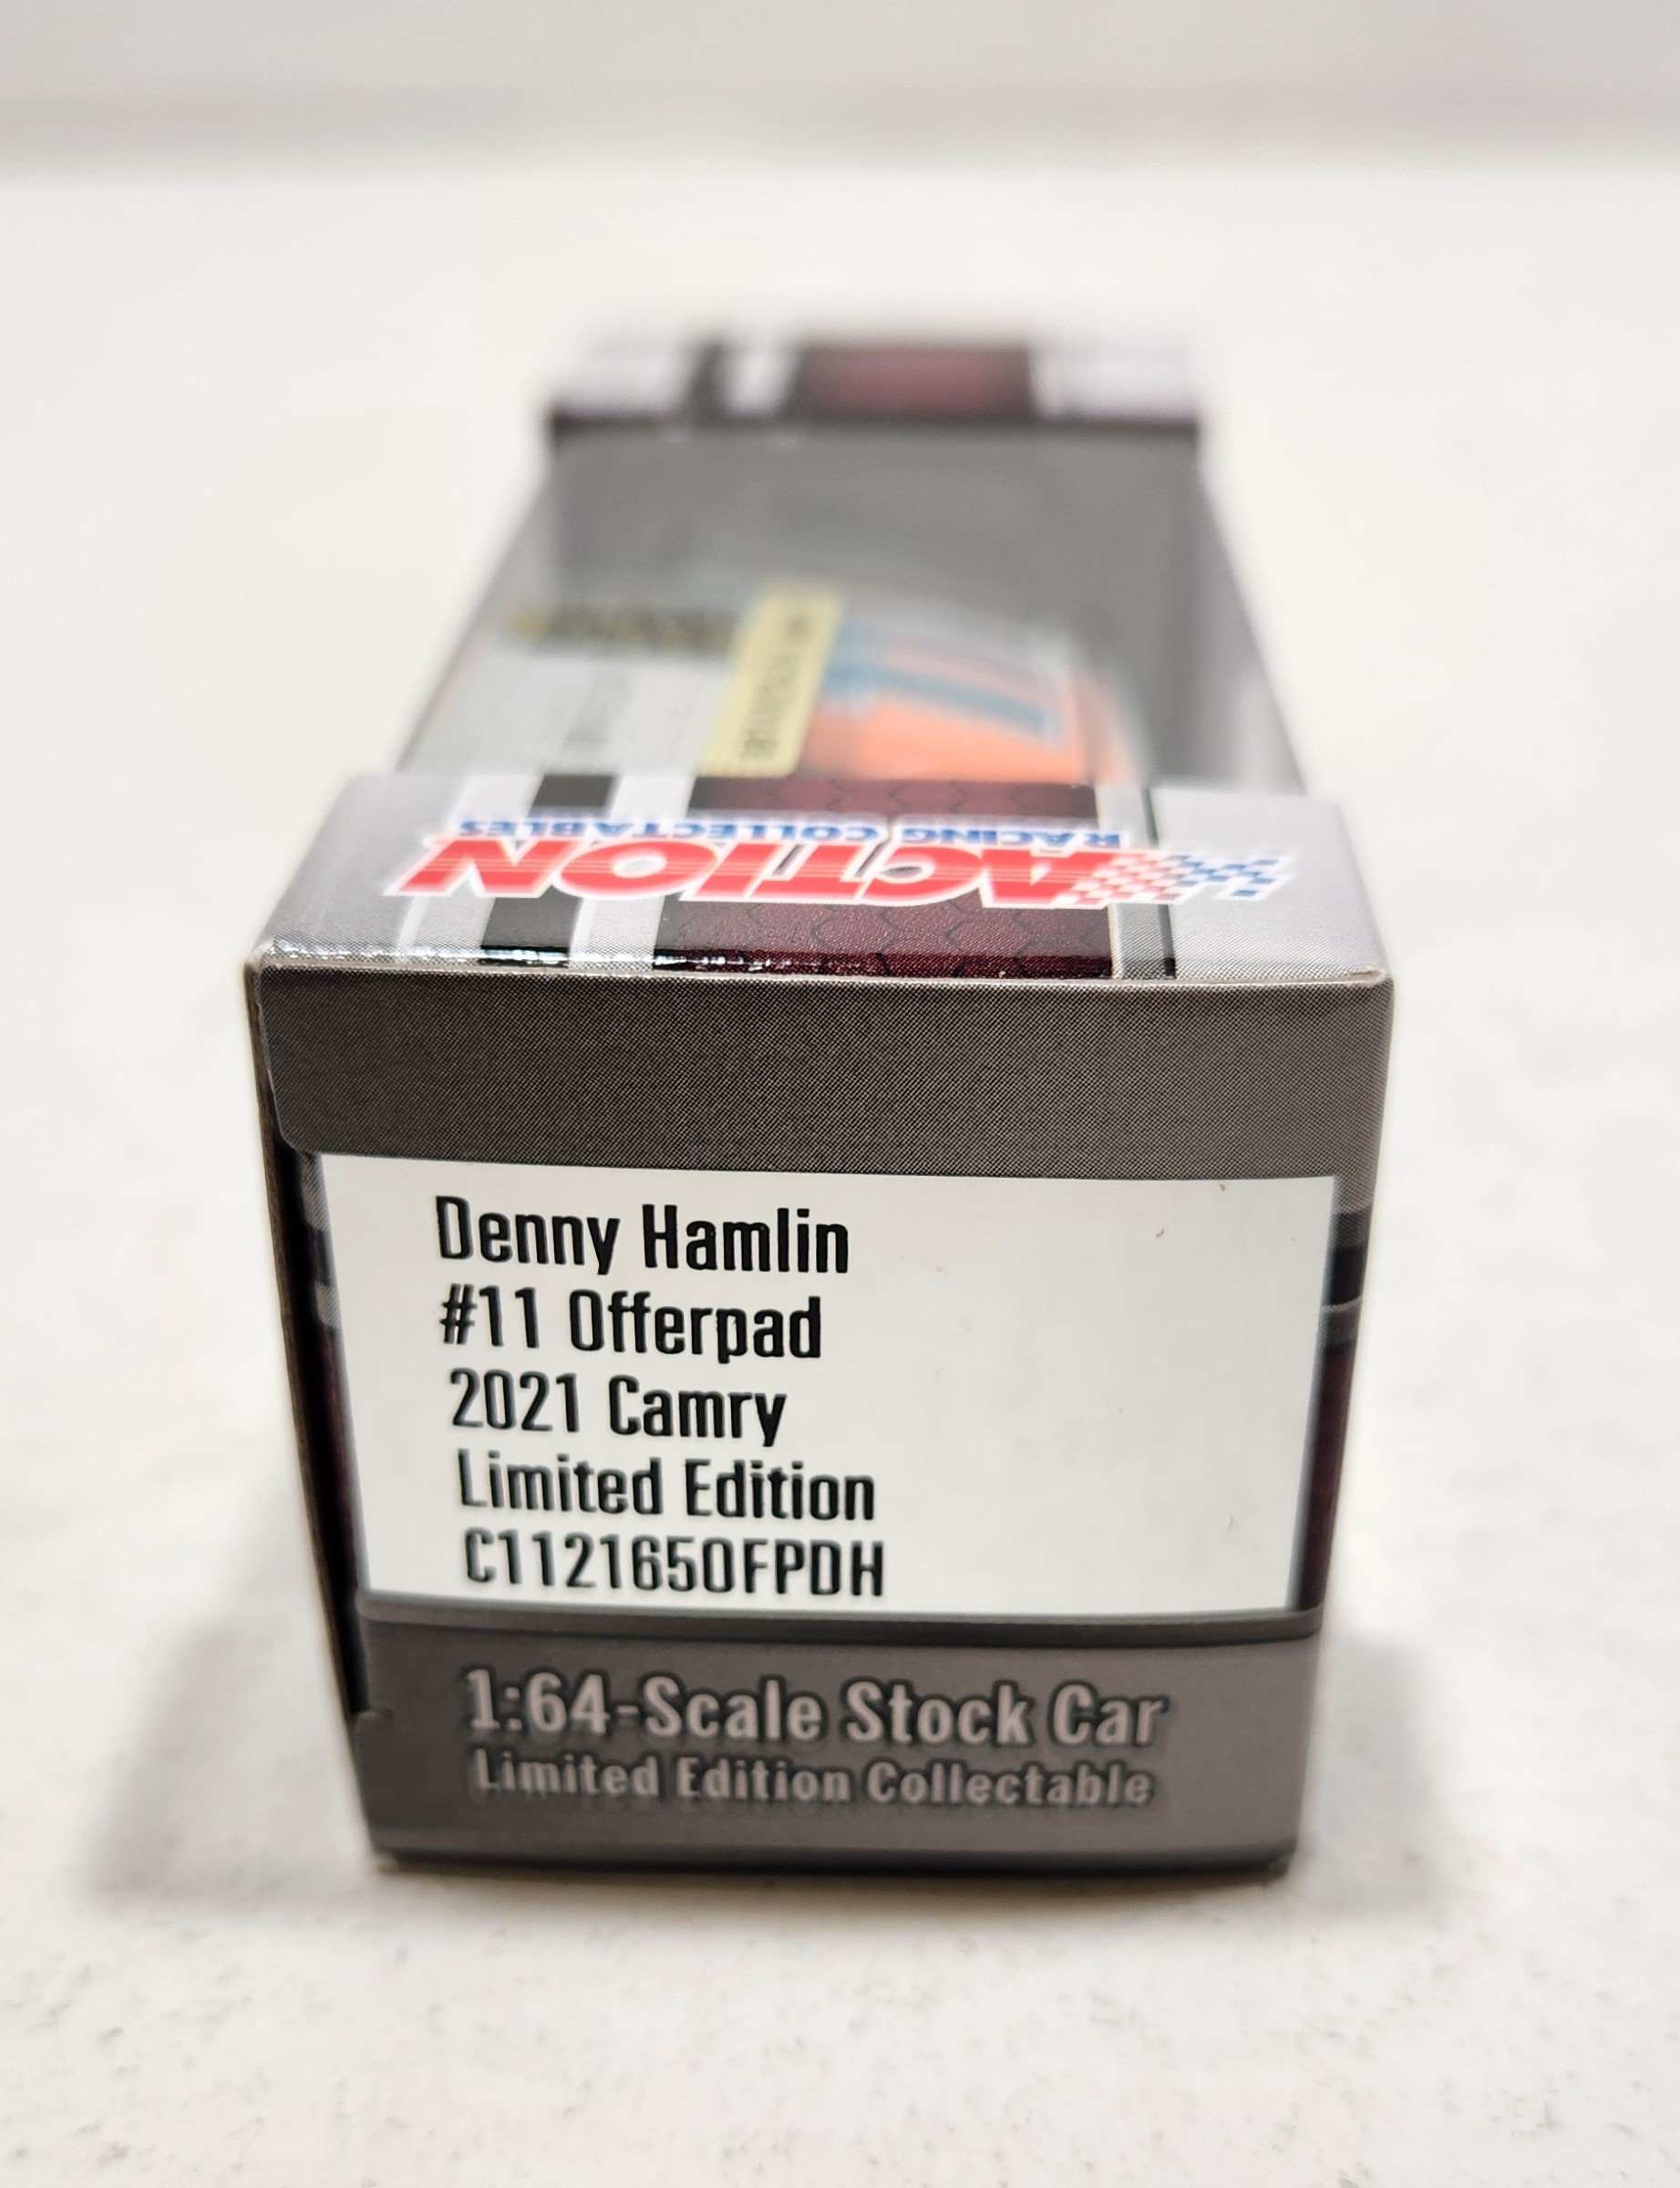 ACTION
RACING COLLECTABLES
Denny Hamlin
#11 Offerpad
2021 Camry
Limited Edition
C1121650FPDH
1:64-Scale Stock Car
Limited Edition Collectable